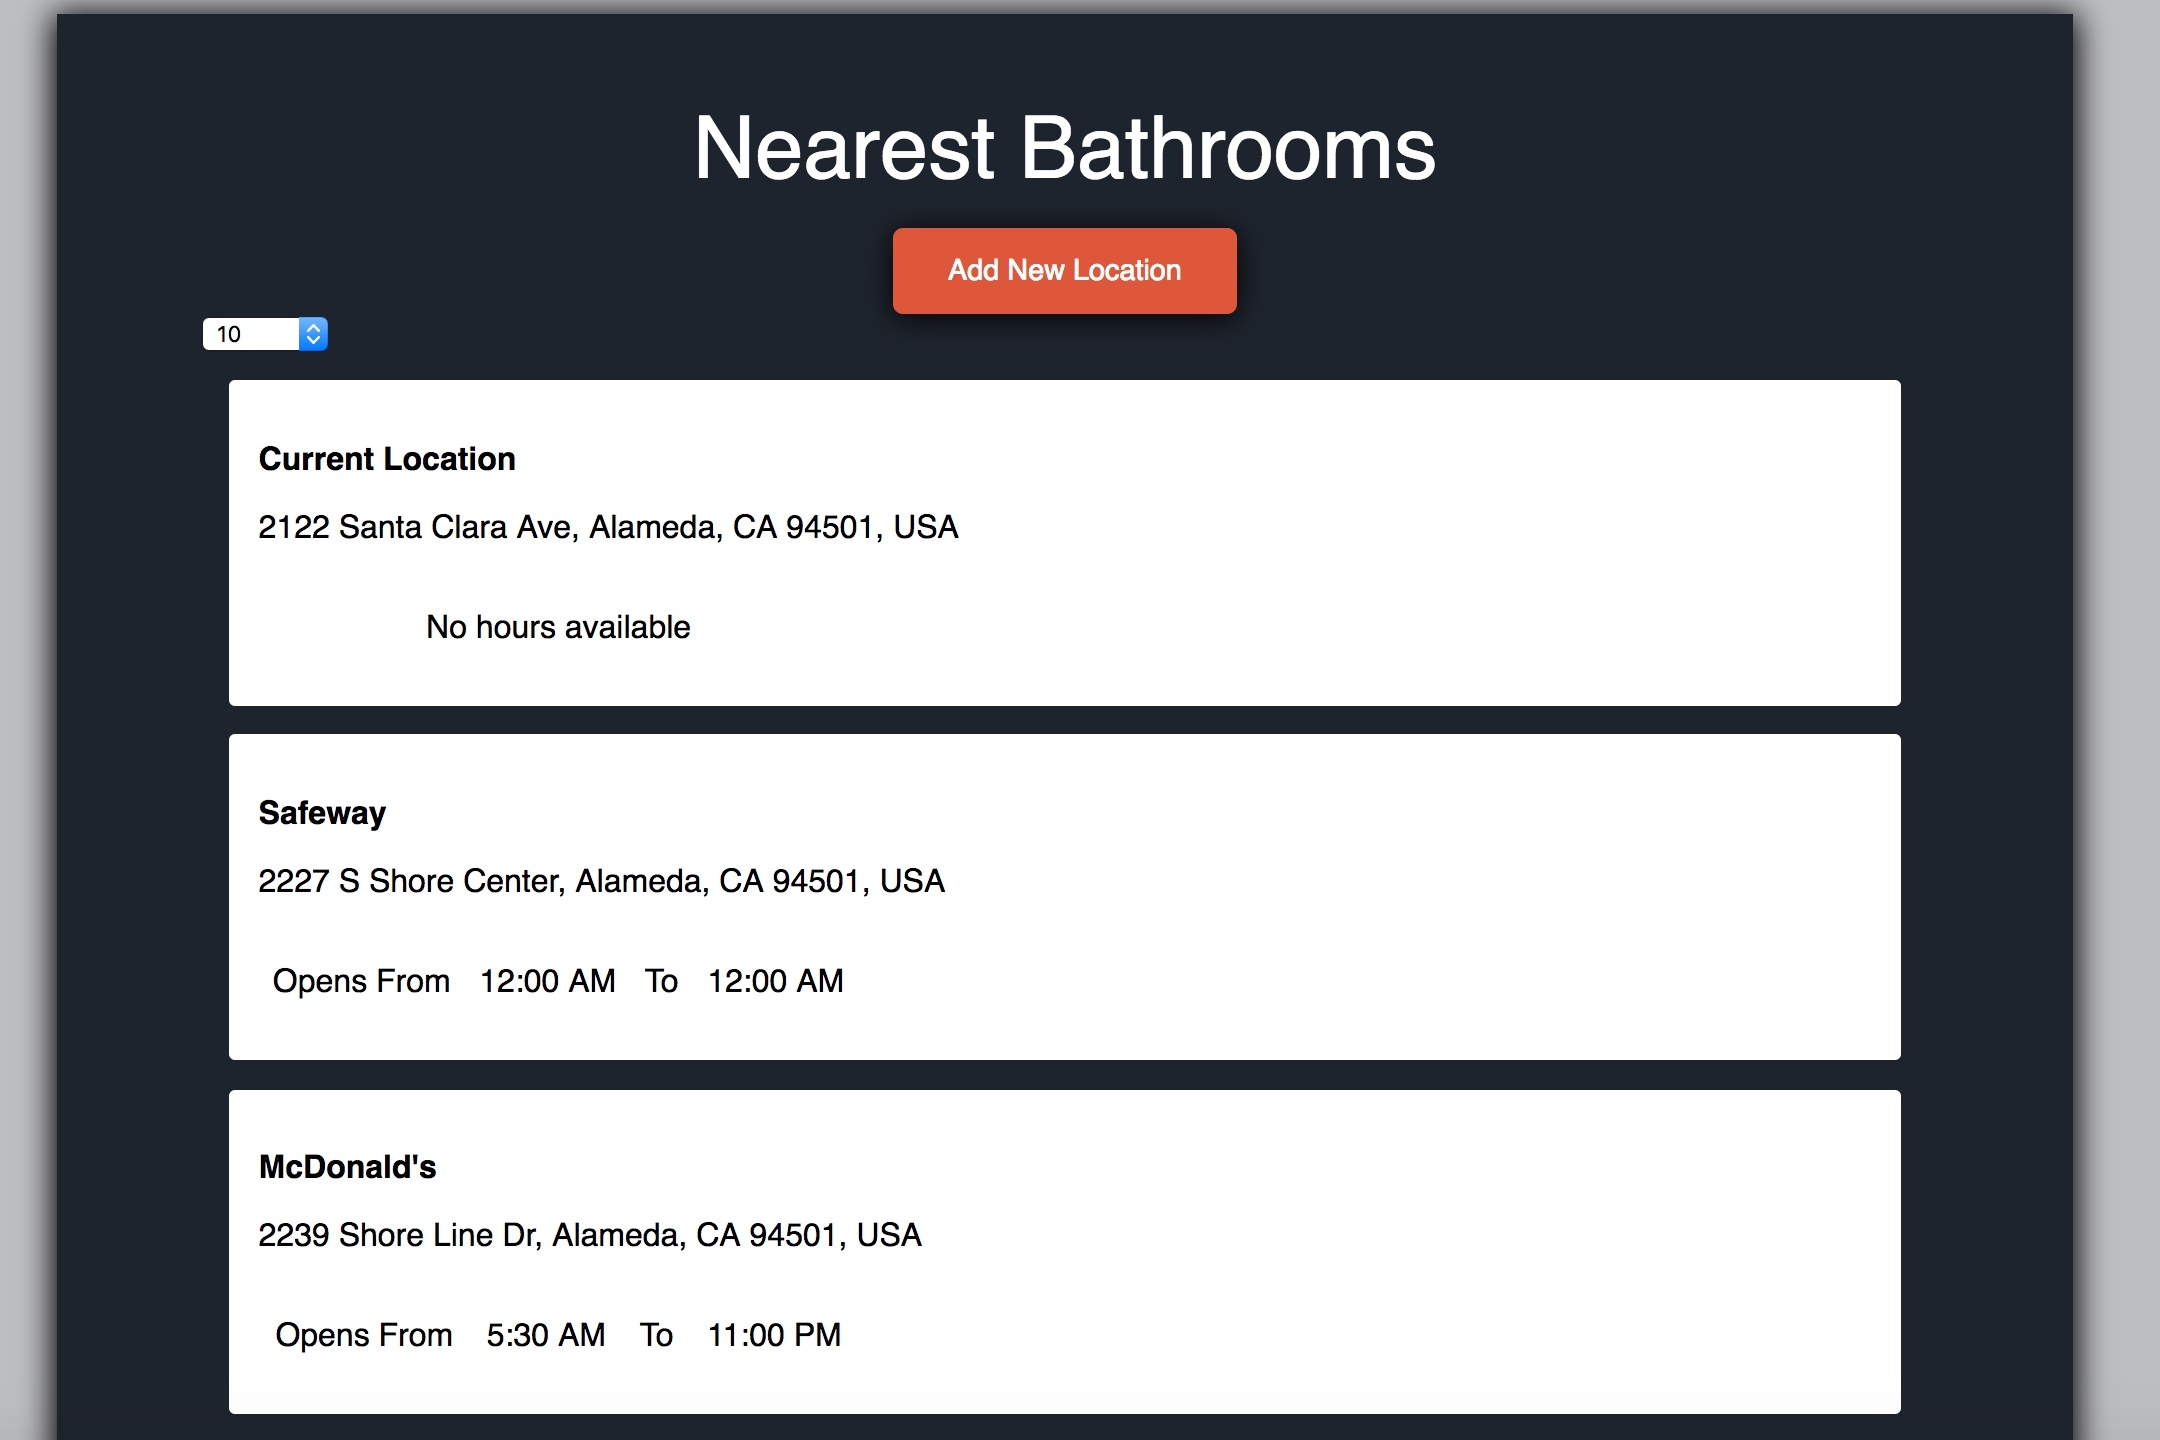 Nearest Bathrooms
Add New Location
10
Current Location
2122 Santa Clara Ave, Alameda, CA 94501, USA
No hours available
Safeway
2227 S Shore Center, Alameda, CA 94501, USA
Opens From 12:00 AM To 12:00 AM
McDonald's
2239 Shore Line Dr, Alameda, CA 94501, USA
Opens From 5:30 AM To 11:00 PM